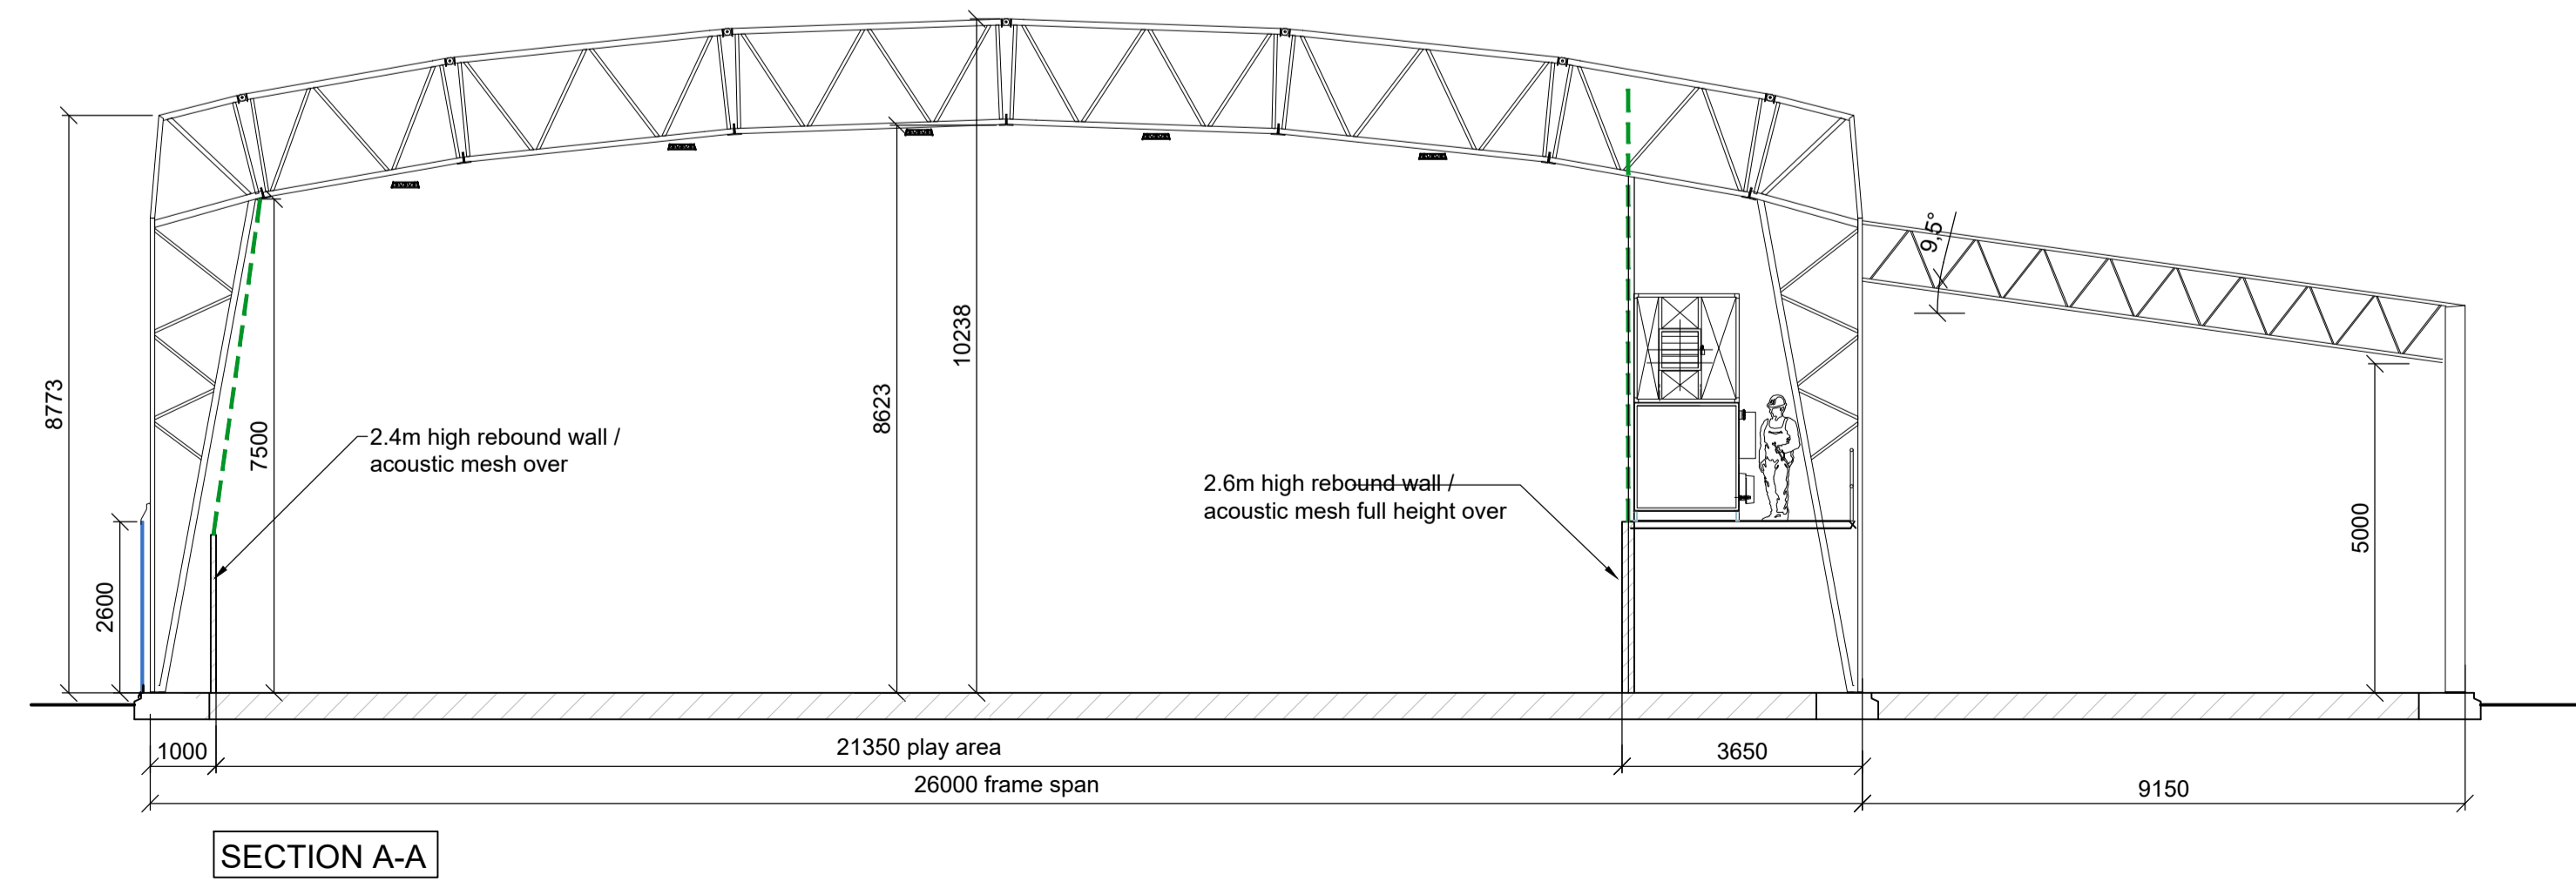 9,5°
10238
8773
8623
7500
2.4m high rebound wall /
acoustic mesh over
2.6m high rebound wall /
acoustic mesh full height over
5000
2600
1000
21350 play area
3650
26000 frame span
9150
SECTION A-A